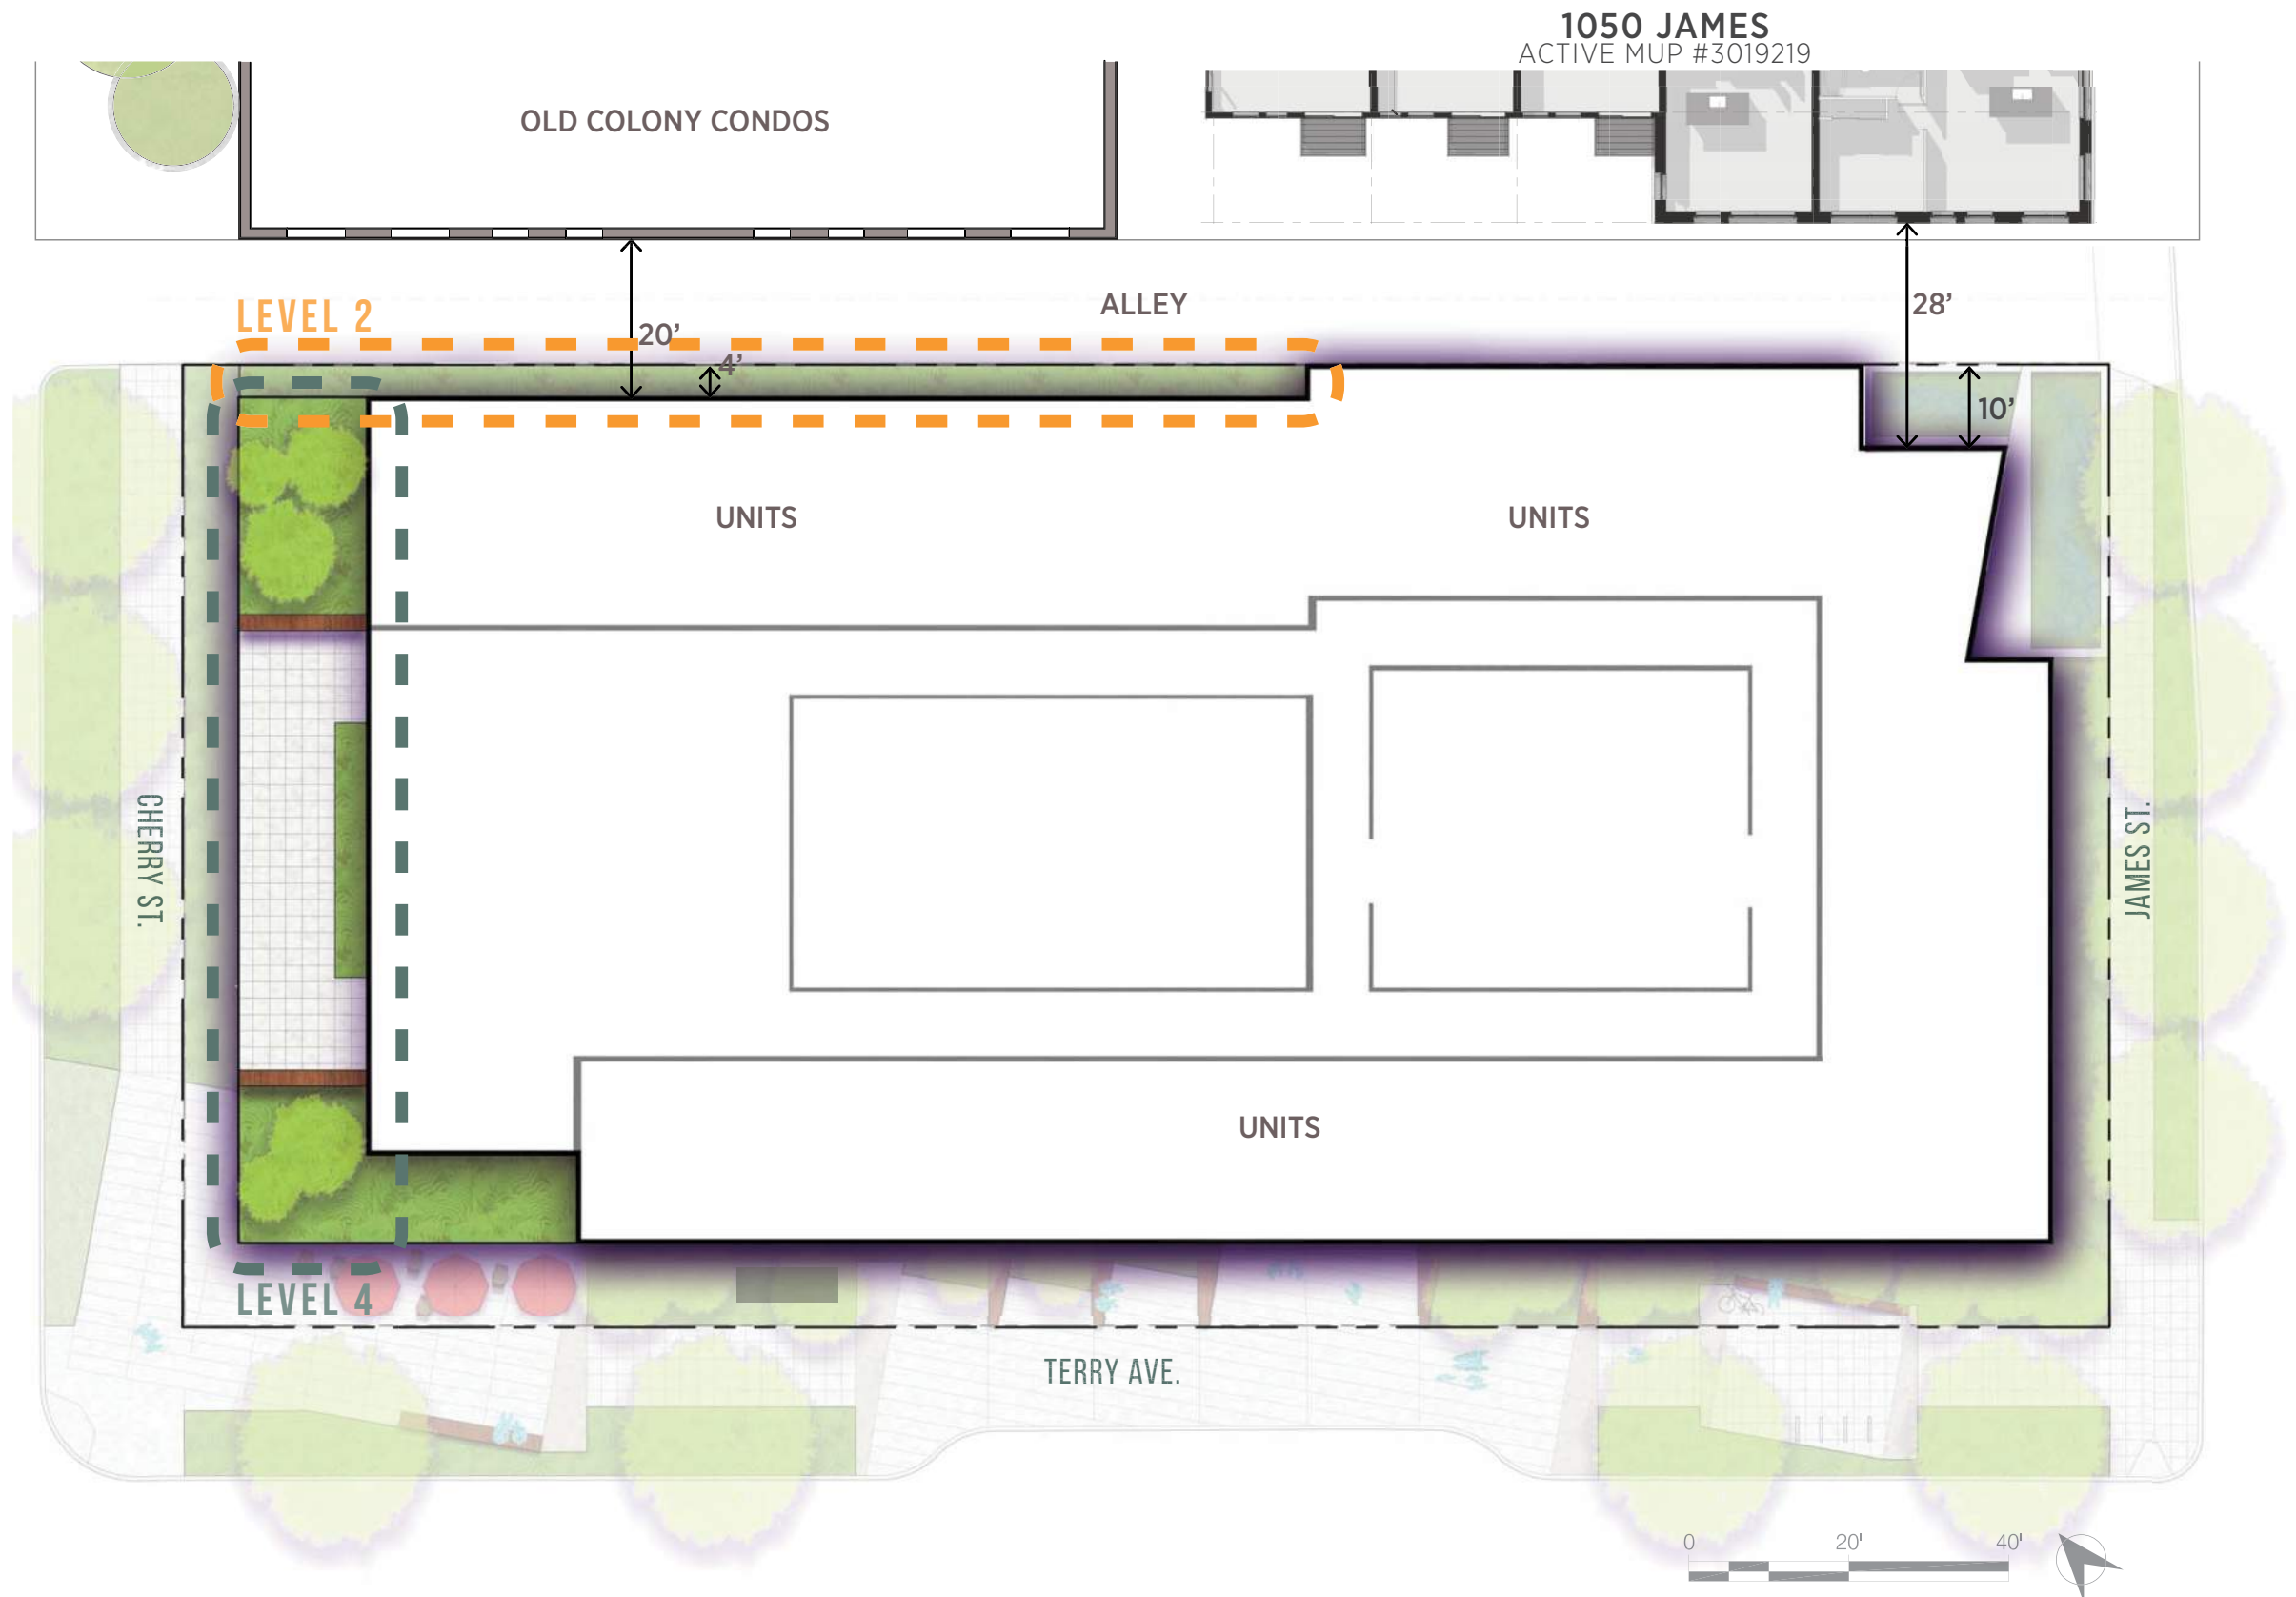 1050 JAMES
ACTIVE MUP #3019219
OLD COLONY CONDOS
LEVEL 2
ALLEY
20'
4'
28'
10'
UNITS
UNITS
CHERRY ST.
JAMES ST.
UNITS
LEVEL 4
TERRY AVE.
0 20' 40'